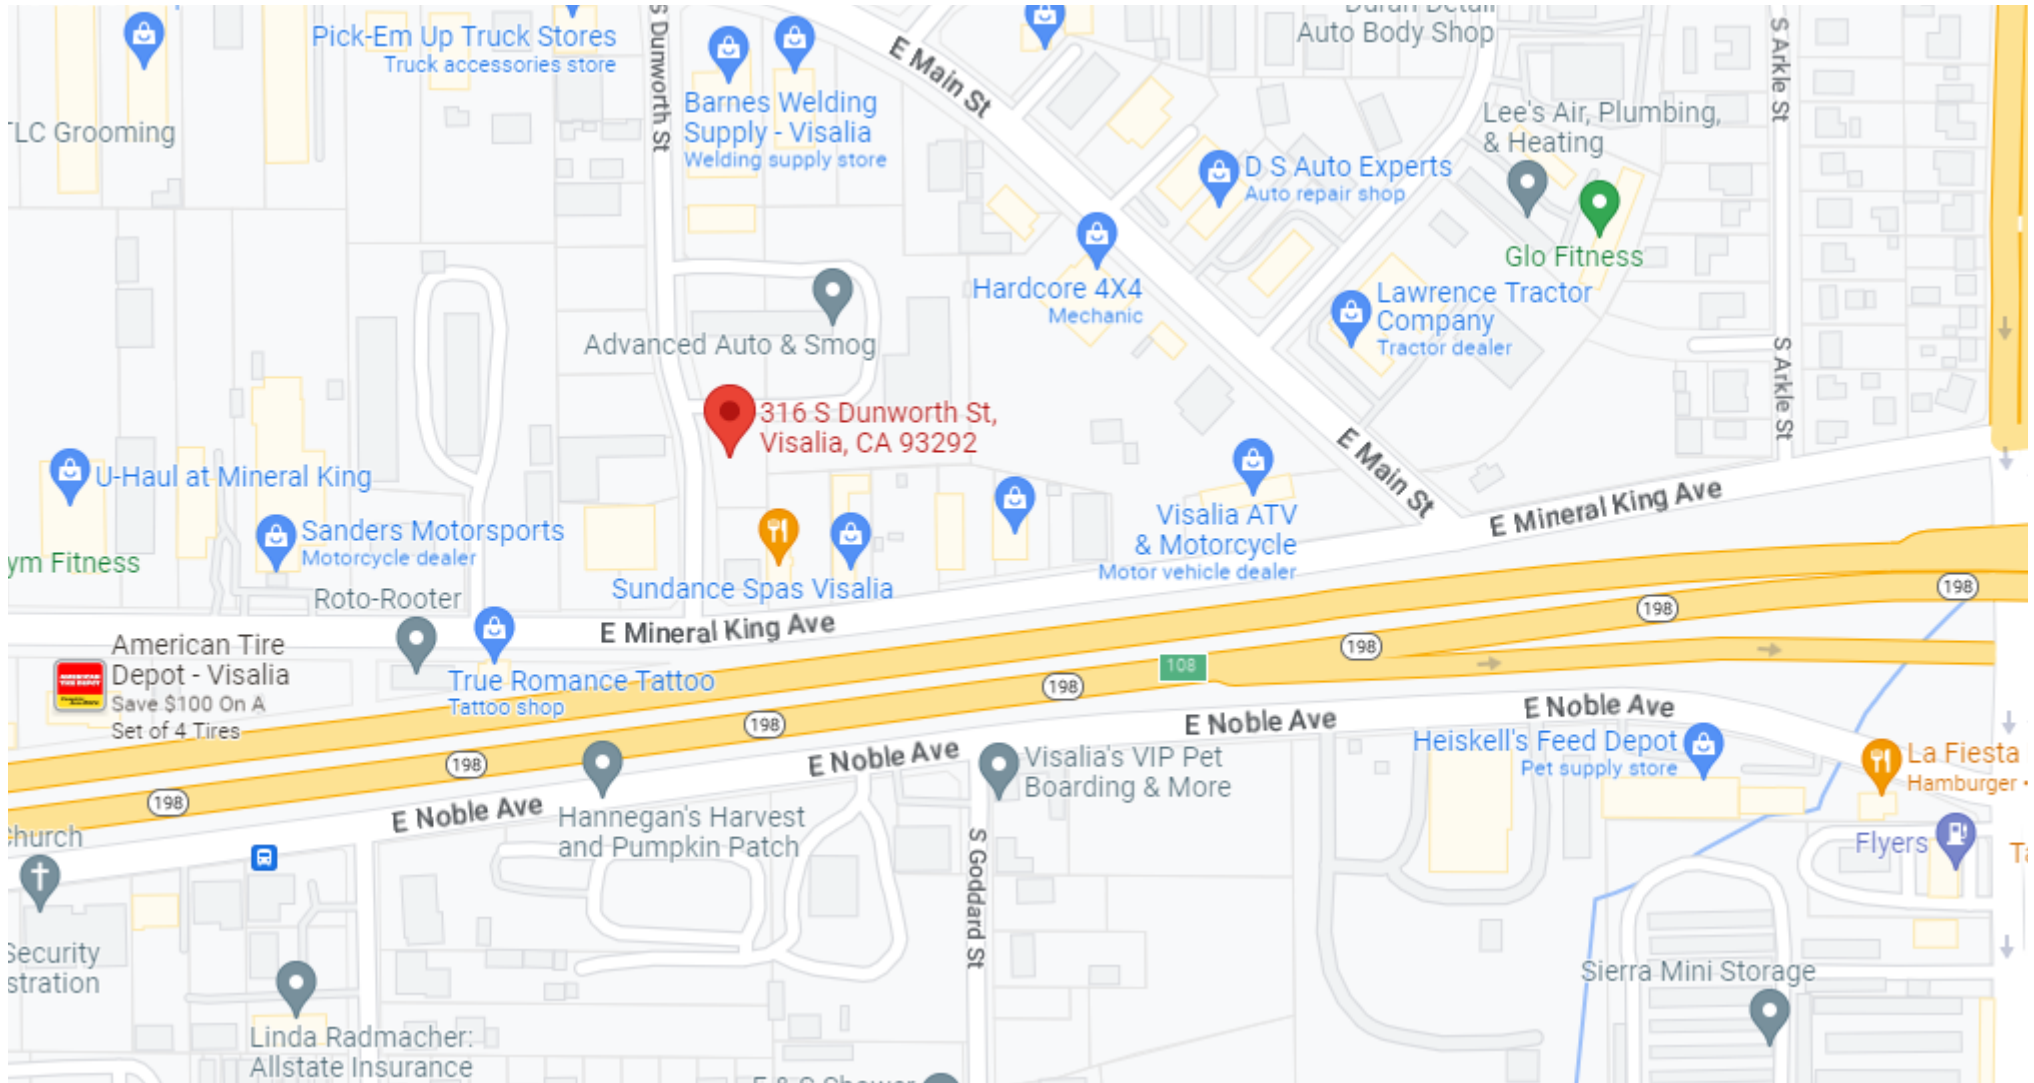 Pick-Em Up Truck Stores
Truck accessories store
S Dunworth St
Barnes Welding
Supply - Visalia
Welding supply store
E Main St
Auto Body Shop
S Arkle St
TLC Grooming
D S Auto Experts
Auto repair shop
Lee's Air, Plumbing,
& Heating
Glo Fitness
Hardcore 4X4
Mechanic
Lawrence Tractor
Company
Tractor dealer
Advanced Auto & Smog
S Arkle St
316 S Dunworth St,
Visalia, CA 93292
E Main St
U-Haul at Mineral King
Sanders Motorsports
Motorcycle dealer
Fitness
Visalia ATV
& Motorcycle
Motor vehicle dealer
E Mineral King Ave
Sundance Spas Visalia
Roto-Rooter
E Mineral King Ave
198
198
198
108
198
198
198
198
American Tire
Depot - Visalia
Save $100 On A
Set of 4 Tires
True Romance Tattoo
Tattoo shop
E Noble Ave
E Noble Ave
E Noble Ave
E Noble Ave
Heiskell's Feed Depot
Pet supply store
La Fiesta
Hamburger
Visalia's VIP Pet
Boarding & More
Hannegan's Harvest
and Pumpkin Patch
Church
Flyers
S Goddard St
Security
Sierra Mini Storage
Linda Radmacher:
Allstate Insurance